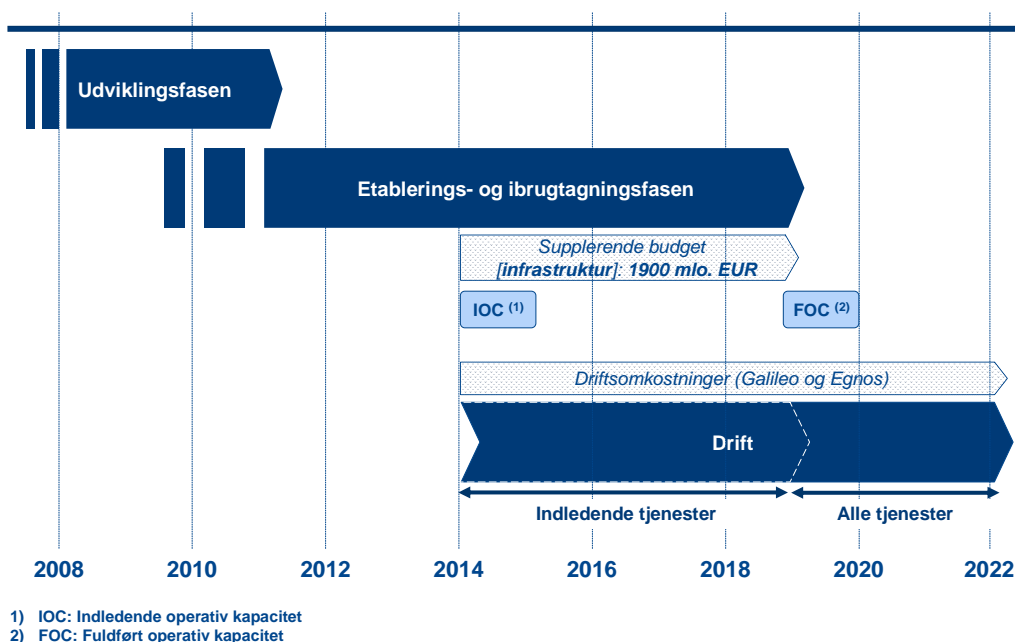 Udviklingsfasen
Etablerings- og ibrugtagningsfasen
Supplerende budget
[infrastruktur]: 1900 mlo. EUR
IOC (1)
FOC (2)
Driftsomkostninger (Galileo og Egnos)
Drift
Indledende tjenester
Alle tjenester
2008 2010 2012 2014 2016 2018 2020 2022
1) IOC: Indledende operativ kapacitet
2) FOC: Fuldført operativ kapacitet